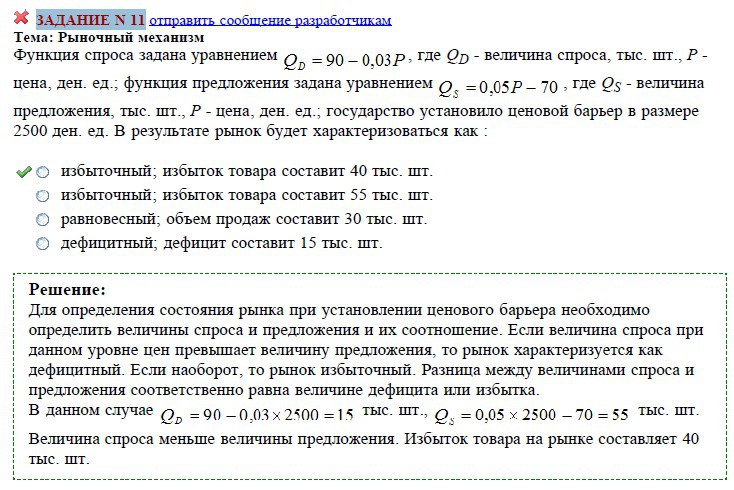 ЗАДАНИЕ N 11 отправить сообщение разработчикам
Тема: Рыночный механизм
Функция спроса задана уравнением Q_D = 90 − 0,03P, где Q_D - величина спроса, тыс. шт., P -
цена, ден. ед.; функция предложения задана уравнением Q_S = 0,05P − 70, где Q_S - величина
предложения, тыс. шт., P - цена, ден. ед.; государство установило ценовой барьер в размере
2500 ден. ед. В результате рынок будет характеризоваться как :
избыточный; избыток товара составит 40 тыс. шт.
избыточный; избыток товара составит 55 тыс. шт.
равновесный; объем продаж составит 30 тыс. шт.
дефицитный; дефицит составит 15 тыс. шт.
Решение:
Для определения состояния рынка при установлении ценового барьера необходимо
определить величины спроса и предложения и их соотношение. Если величина спроса при
данном уровне цен превышает величину предложения, то рынок характеризуется как
дефицитный. Если наоборот, то рынок избыточный. Разница между величинами спроса и
предложения соответственно равна величине дефицита или избытка.
В данном случае Q_D = 90 − 0,03 × 2500 = 15 тыс. шт., Q_S = 0,05 × 2500 − 70 = 55 тыс. шт.
Величина спроса меньше величины предложения. Избыток товара на рынке составляет 40
тыс. шт.